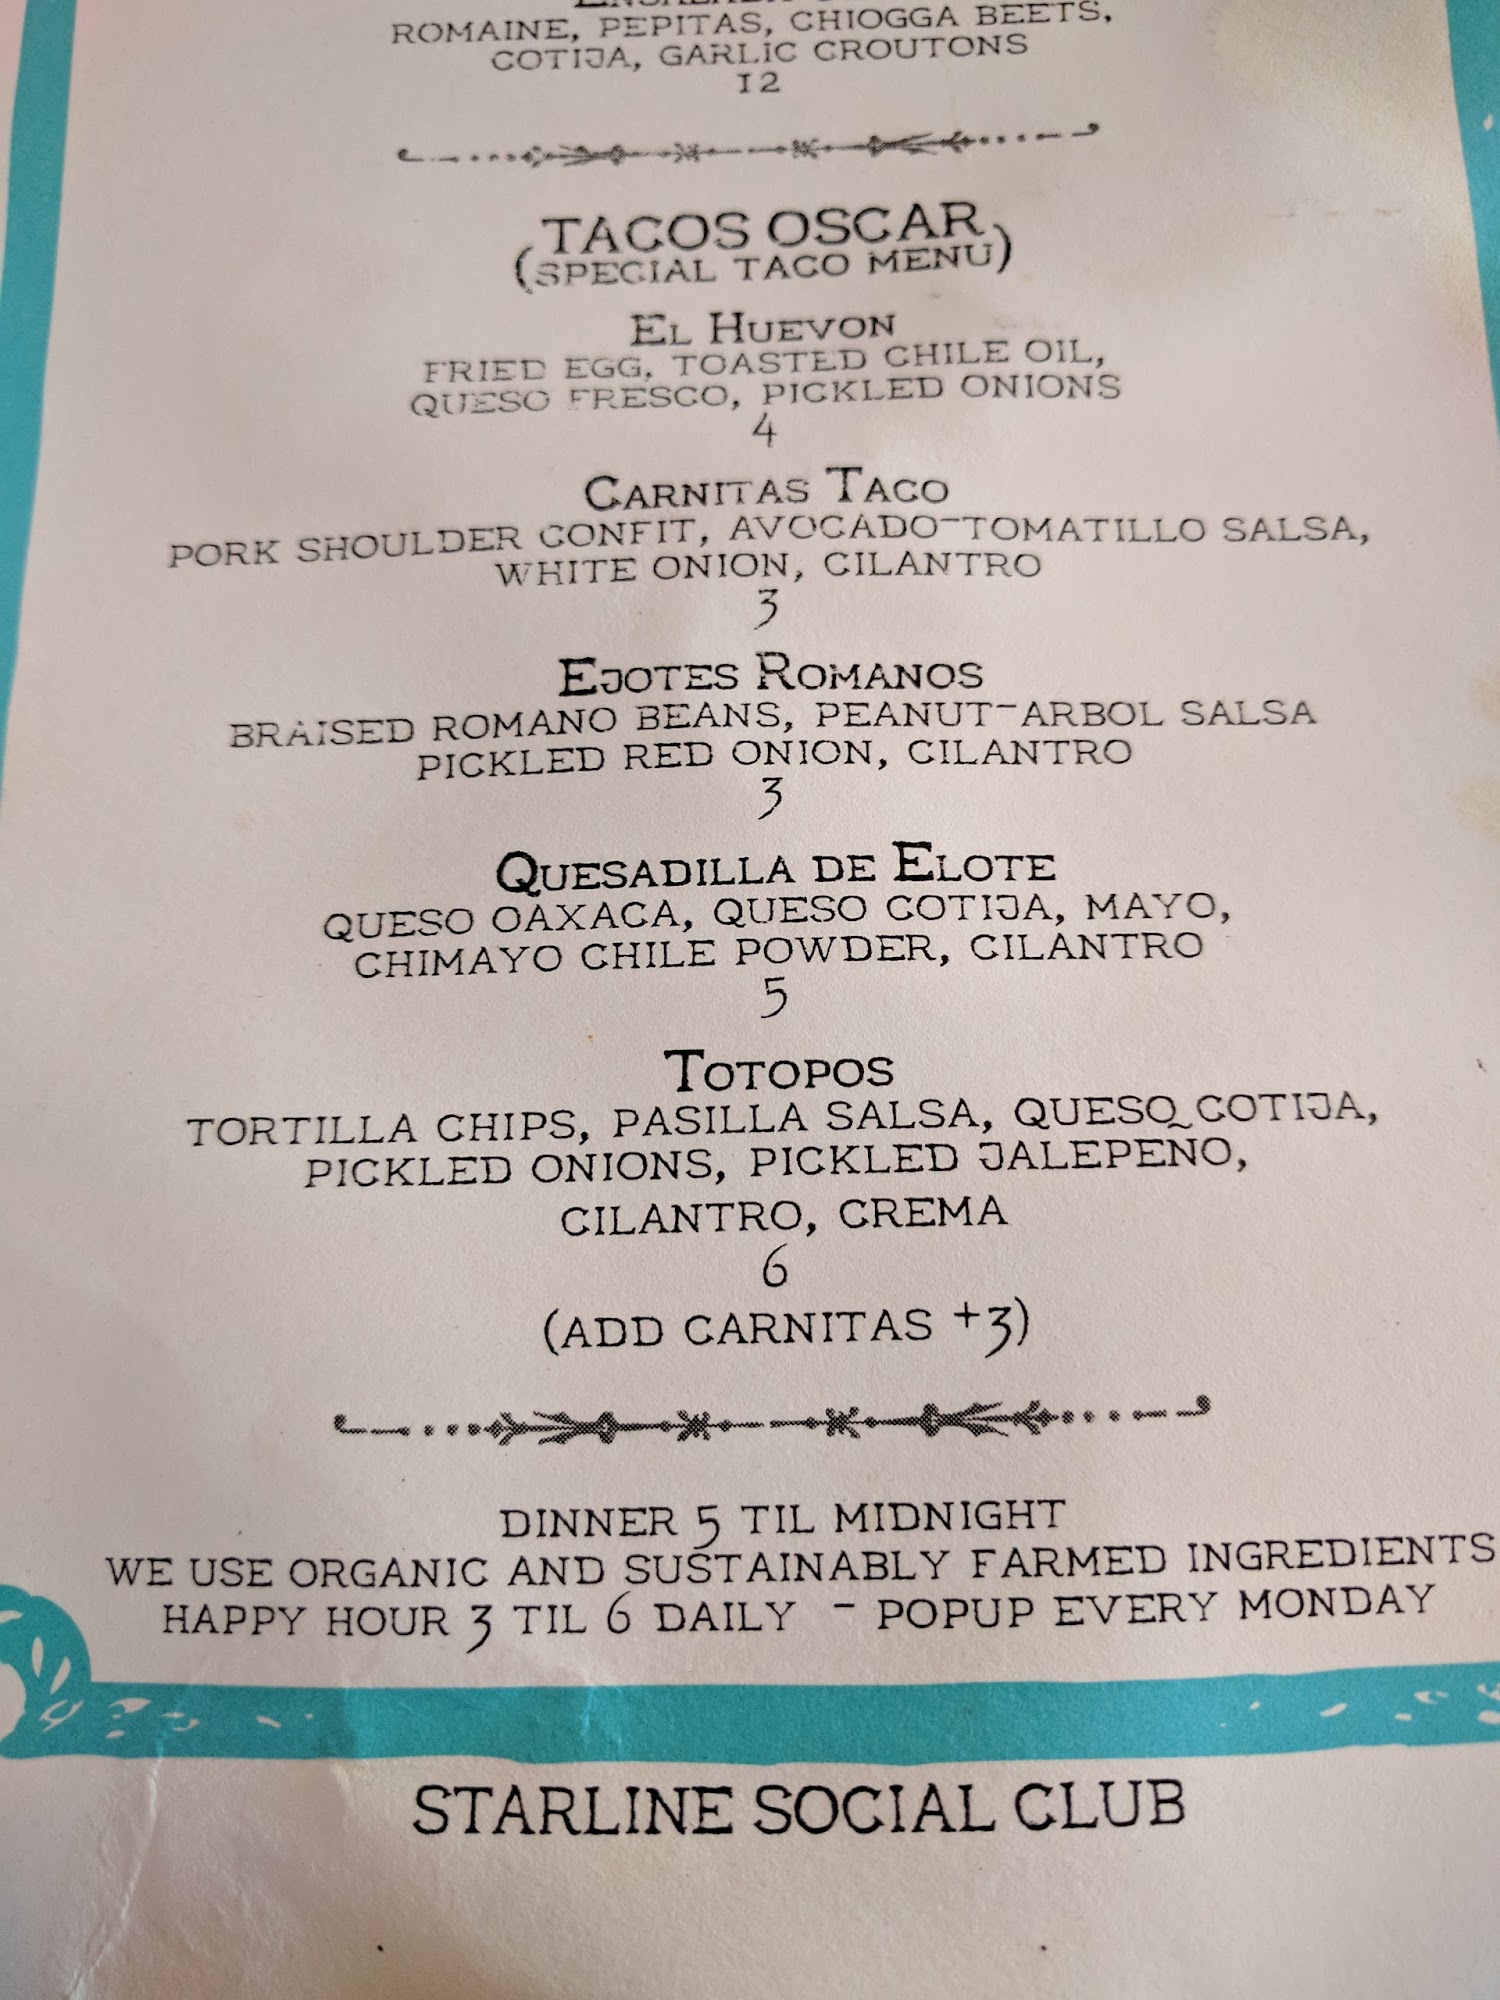 ROMAINE, PEPITAS, CHIOGGA BEETS,
COTIJA, GARLIC CROUTONS
12
TACOS OSCAR
(SPECIAL TACO MENU)
EL HUEVON
FRIED EGG, TOASTED CHILE OIL,
QUESO FRESCO, PICKLED ONIONS
4
CARNITAS TACO
PORK SHOULDER CONFIT, AVOCADO-TOMATILLO SALSA,
WHITE ONION, CILANTRO
3
EJOTES ROMANOS
BRAISED ROMANO BEANS, PEANUT-ARBOL SALSA
PICKLED RED ONION, CILANTRO
3
QUESADILLA DE ELOTE
QUESO OAXACA, QUESO COTIJA, MAYO,
CHIMAYO CHILE POWDER, CILANTRO
5
TOTOPOS
TORTILLA CHIPS, PASILLA SALSA, QUESO COTIJA,
PICKLED ONIONS, PICKLED JALEPEÑO,
CILANTRO, CREMA
6
(ADD CARNITAS +3)
DINNER 5 TIL MIDNIGHT
WE USE ORGANIC AND SUSTAINABLY FARMED INGREDIENTS
HAPPY HOUR 3 TIL 6 DAILY - POPUP EVERY MONDAY
STARLINE SOCIAL CLUB